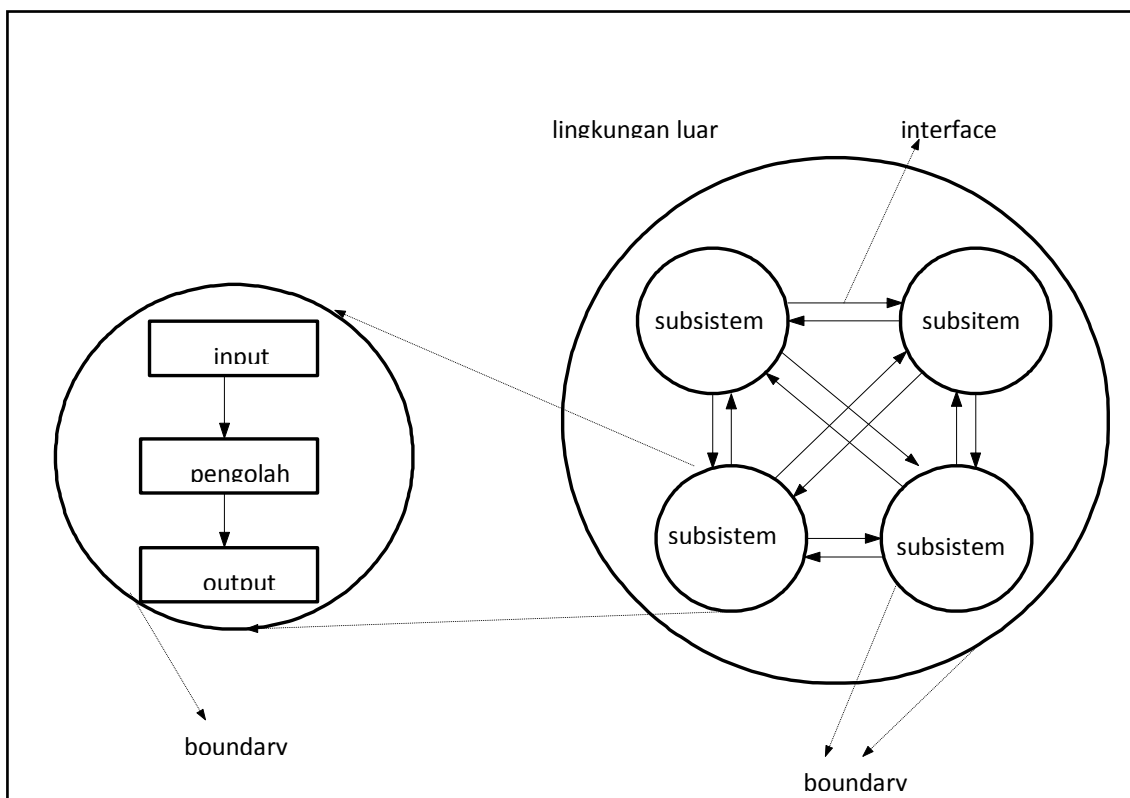 lingkungan luar
interface
subsistem
subsitem
input
pengolah
subsistem
subsistem
output
boundary
boundary